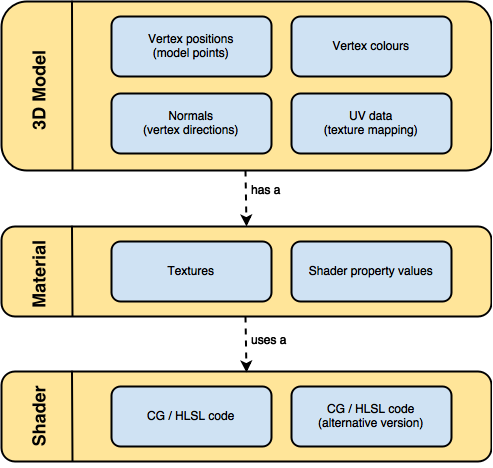 3D Model
Vertex positions
(model points)
Vertex colours
Normals
(vertex directions)
UV data
(texture mapping)
has a
Material
Textures
Shader property values
uses a
Shader
CG / HLSL code
CG / HLSL code
(alternative version)